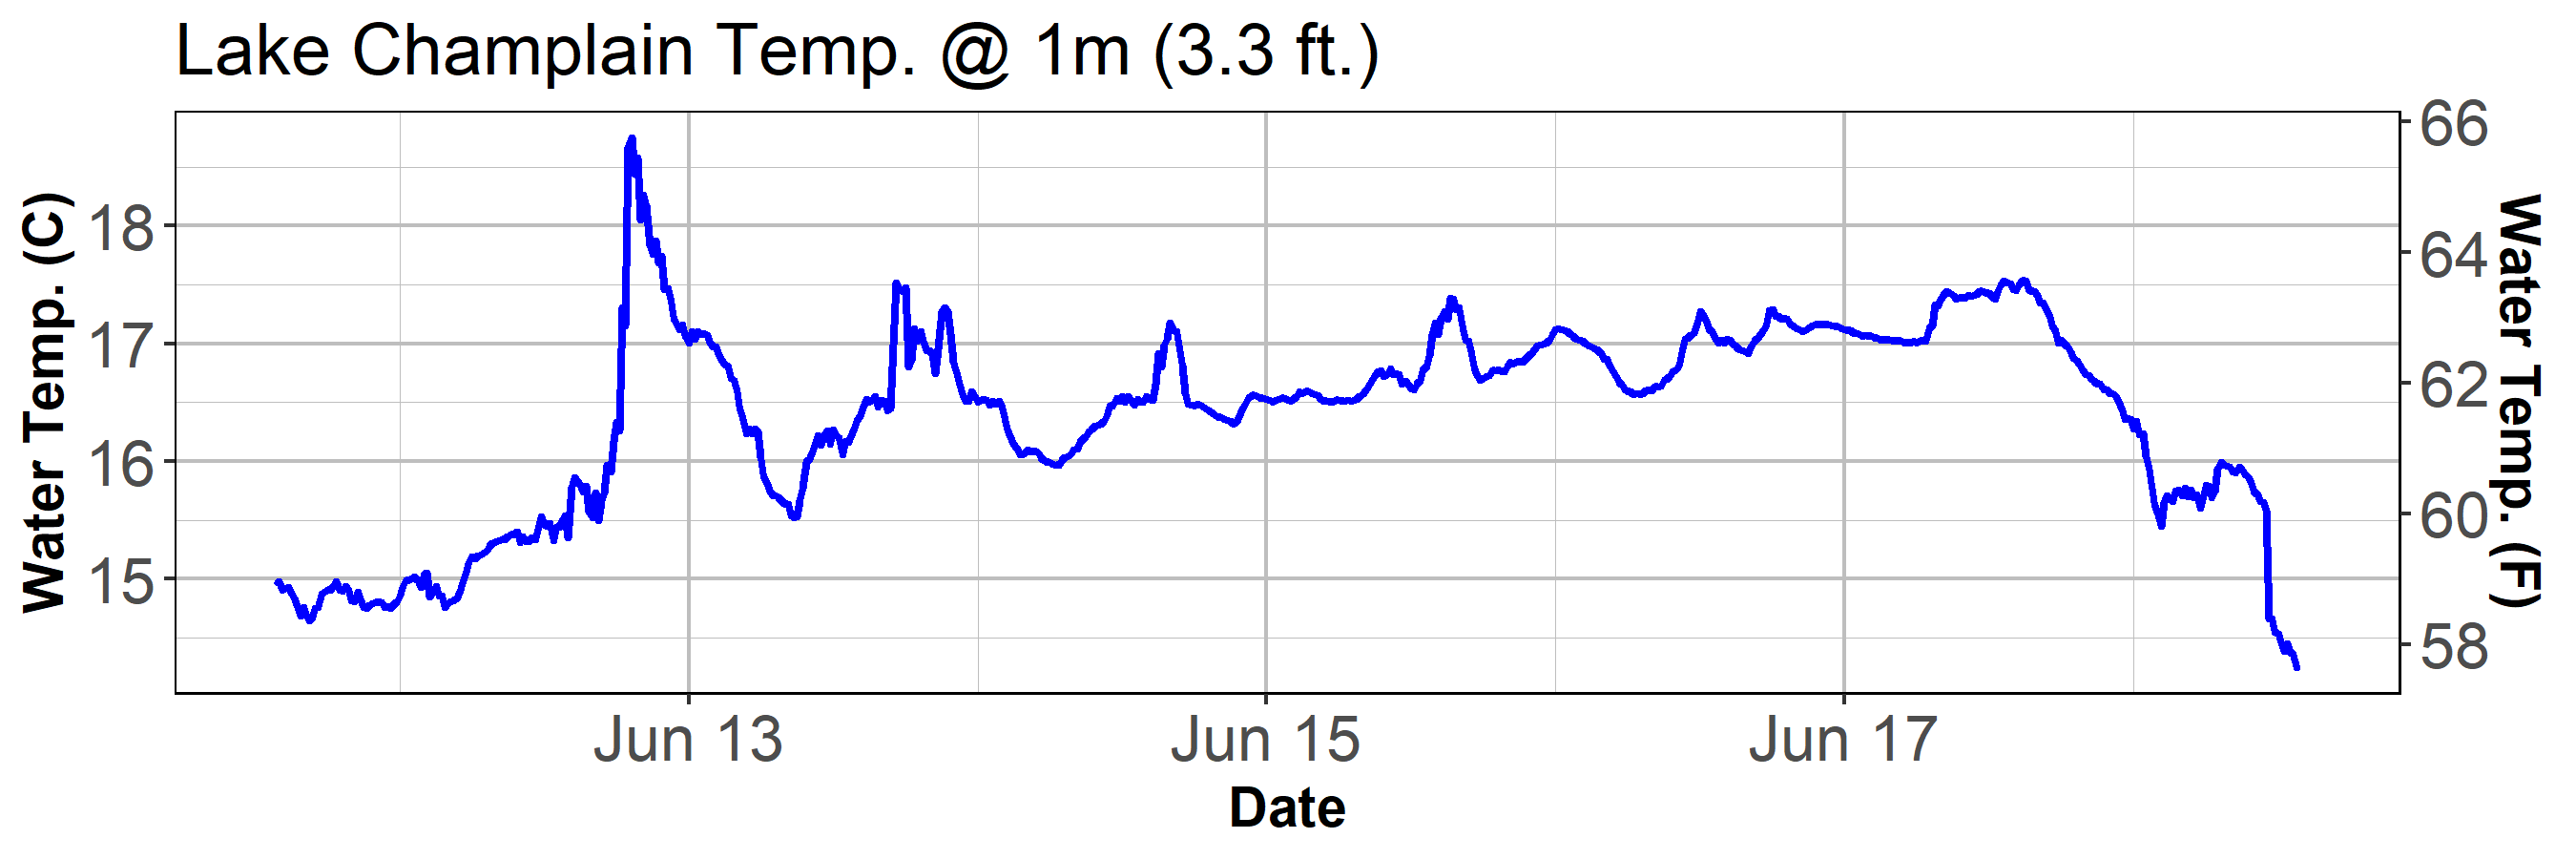 Lake Champlain Temp. @ 1m (3.3 ft.)
Water Temp. (C)
18
17
16
15
66
64
62
60
58
Water Temp. (F)
Jun 13 Jun 15 Jun 17
Date